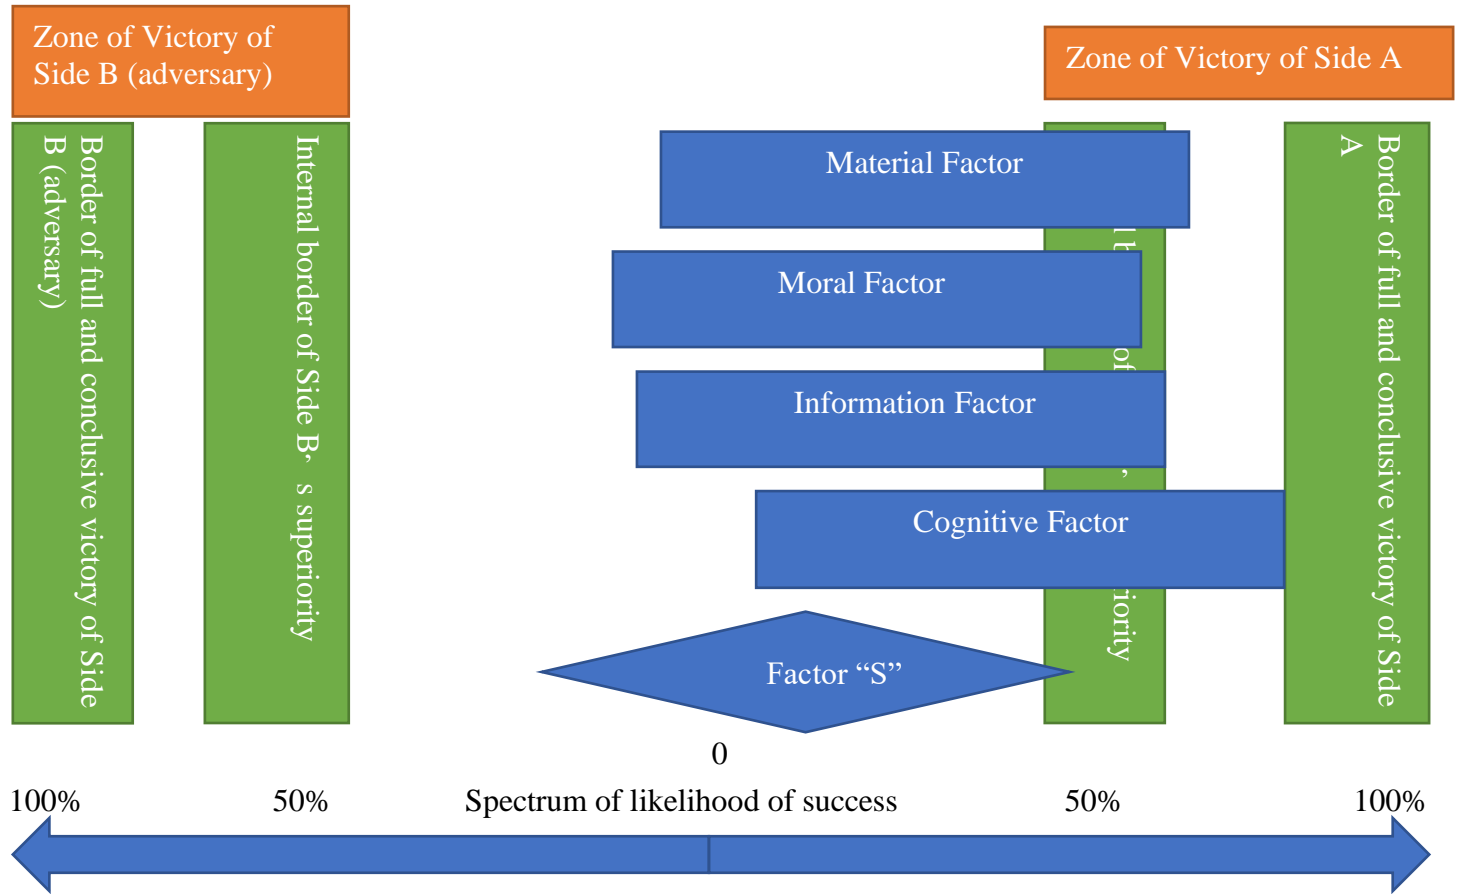 Zone of Victory of
Side B (adversary)
Zone of Victory of Side A
Border of full and conclusive victory of Side
B (adversary)
Internal border of Side B’ s superiority
Material Factor
Moral Factor
Information Factor
Cognitive Factor
Factor “S”
Border of full and conclusive victory of Side
A
of
0
100%
50%
Spectrum of likelihood of success
50%
100%